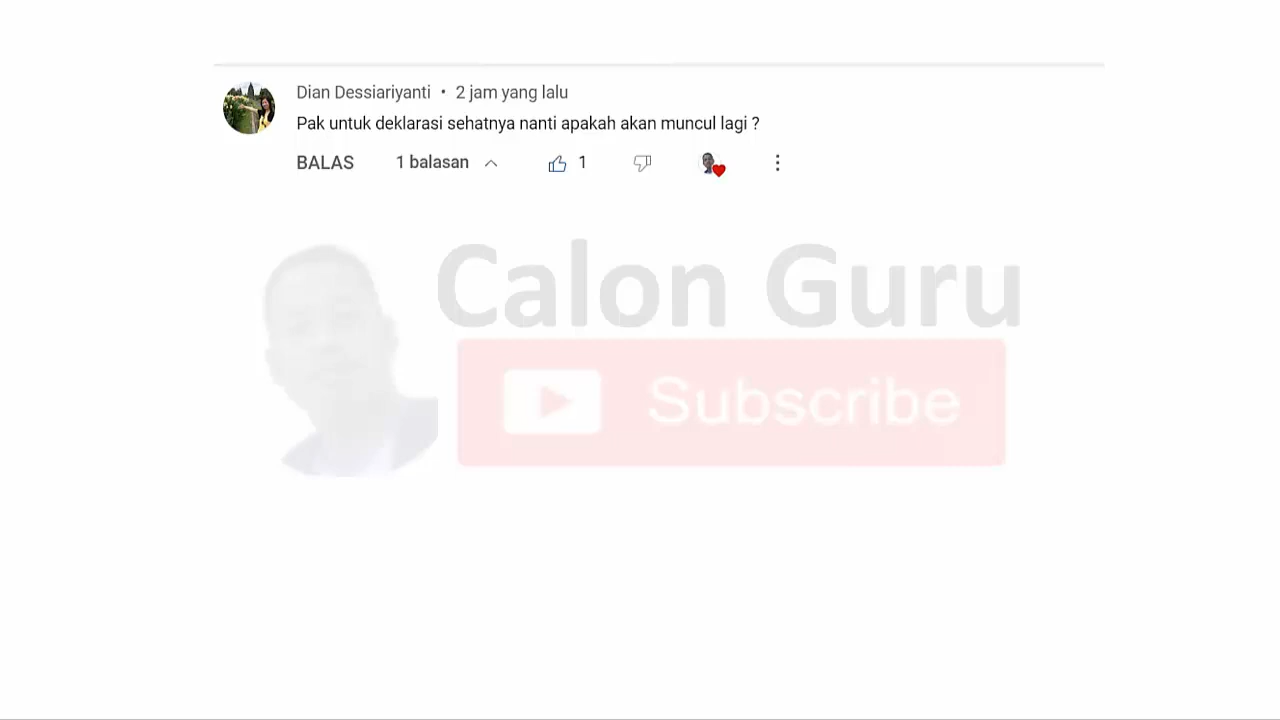 Dian Dessiariyanti • 2 jam yang lalu
Pak untuk deklarasi sehatnya nanti apakah akan muncul lagi ?
BALAS 1 balasan 1
Calon Guru
Subscribe